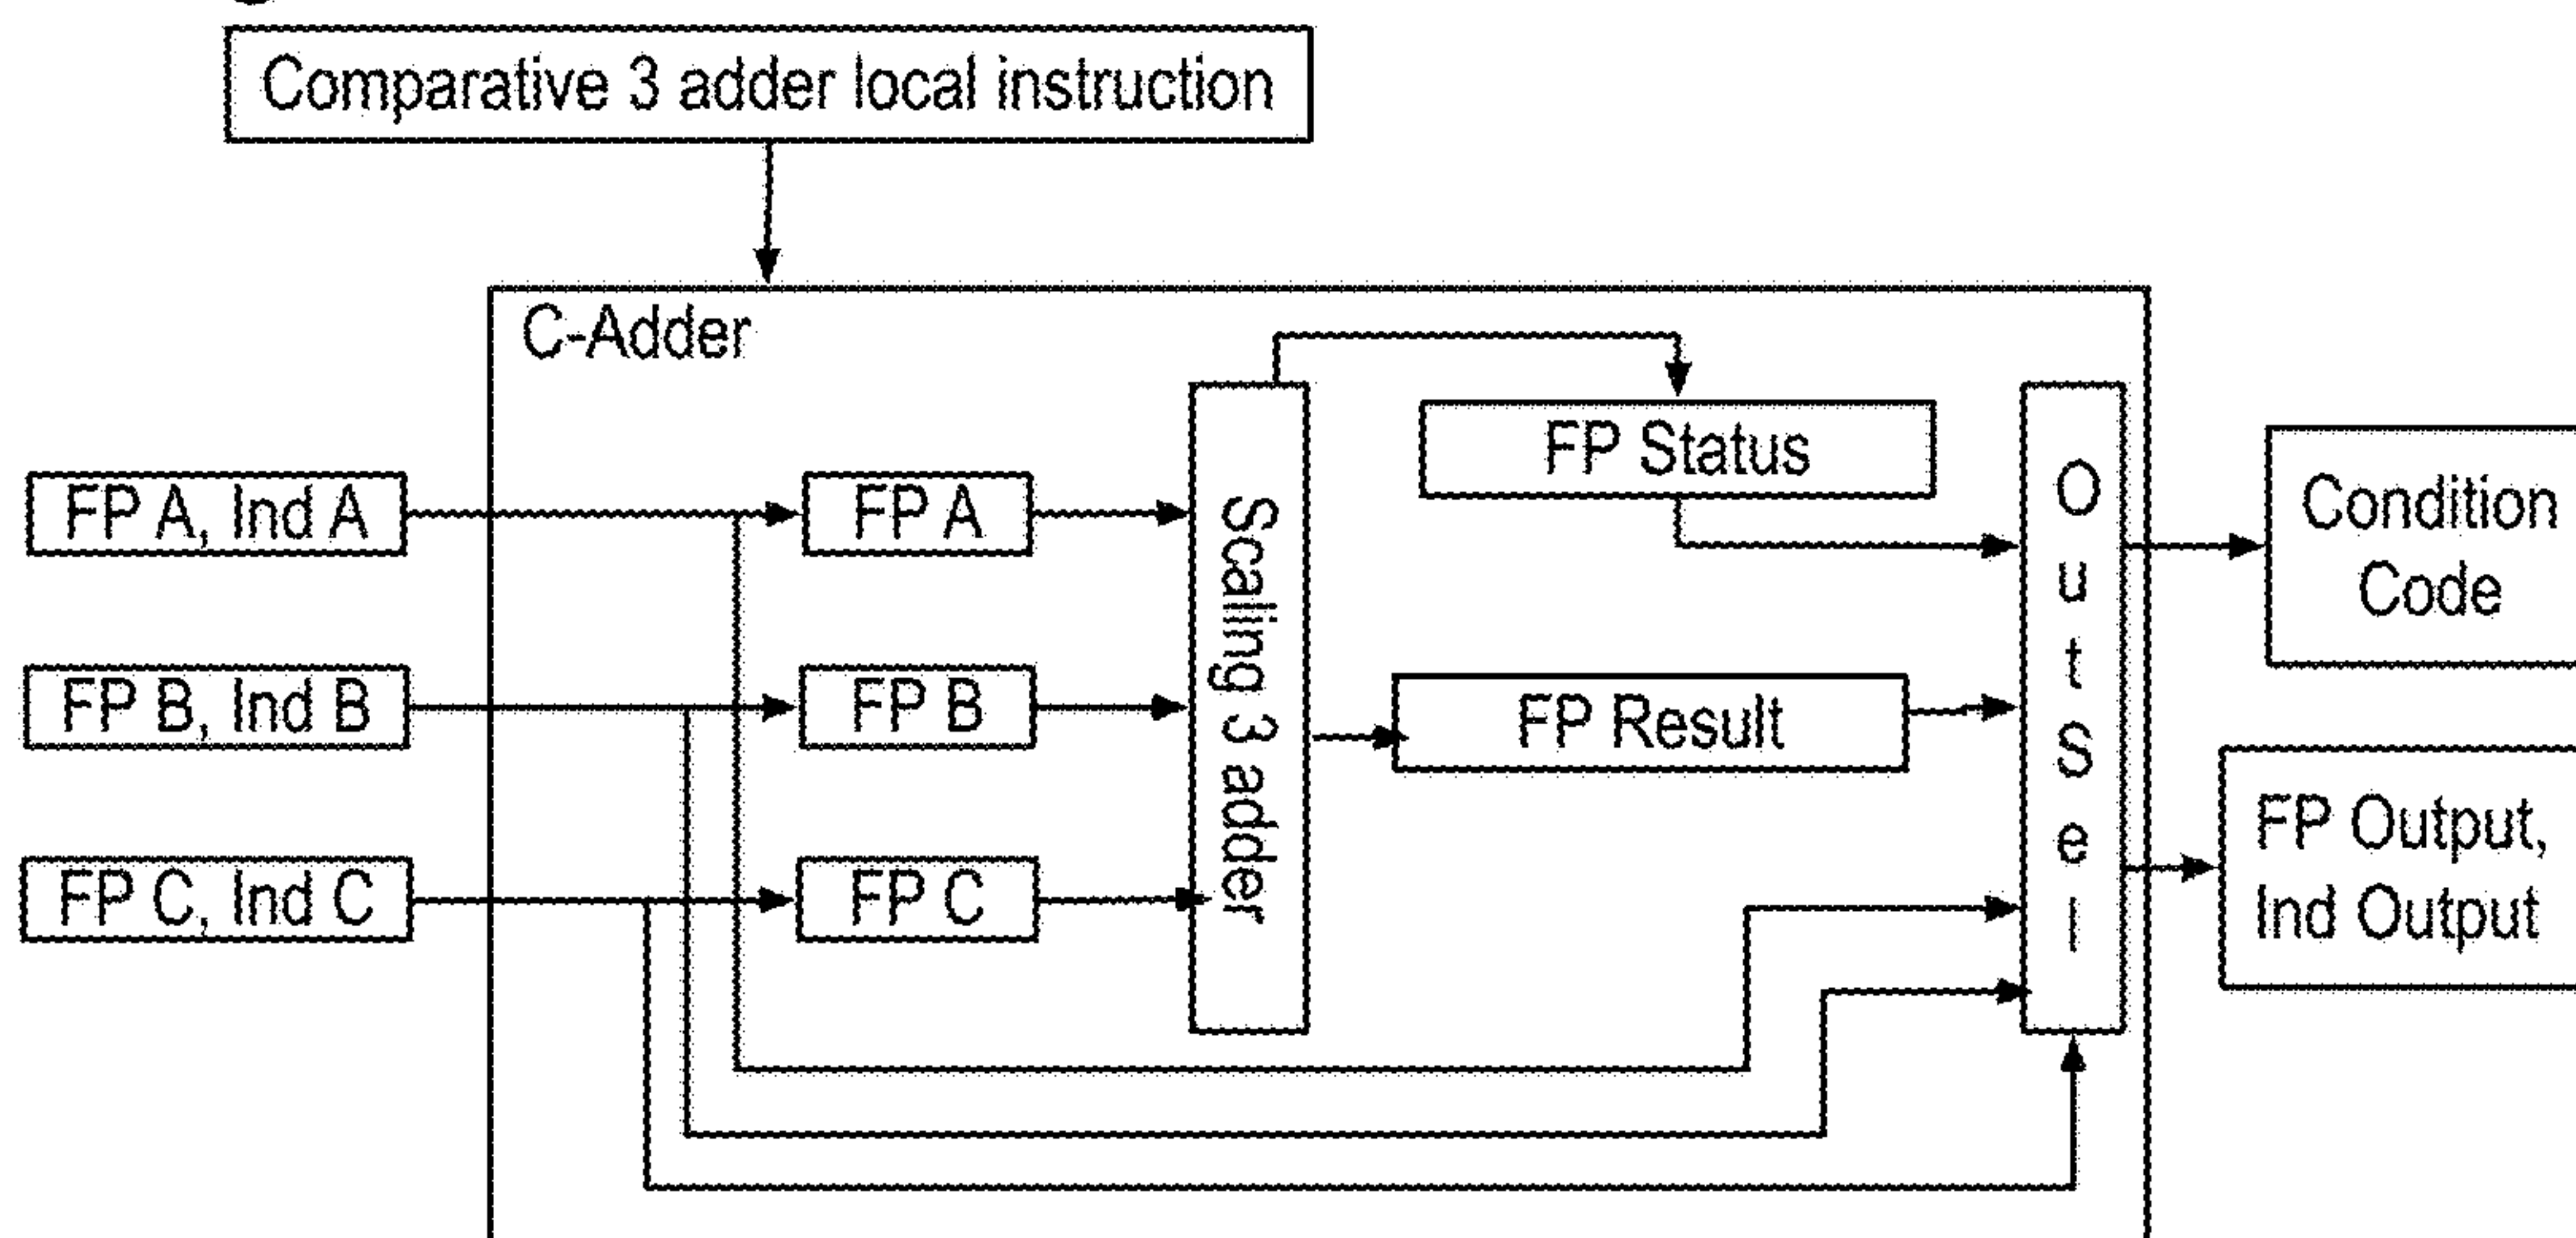 Comparative 3 adder local instruction
C-Adder
FP A, Ind A
FP A
FP B, Ind B
FP B
FP C, Ind C
FP C
Scaling 3 adder
FP Status
FP Result
OutSel
Condition
Code
FP Output,
Ind Output